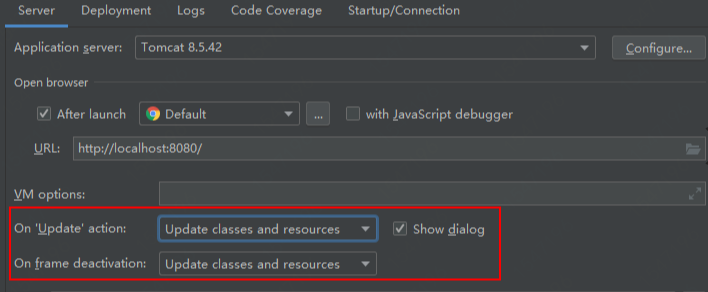 Server Deployment Logs Code Coverage Startup/Connection
Application server: Tomcat 8.5.42 Configure...
Open browser
After launch Default ... with JavaScript debugger
URL: http://localhost:8080/
VM options:
On 'Update' action: Update classes and resources Show dialog
On frame deactivation: Update classes and resources